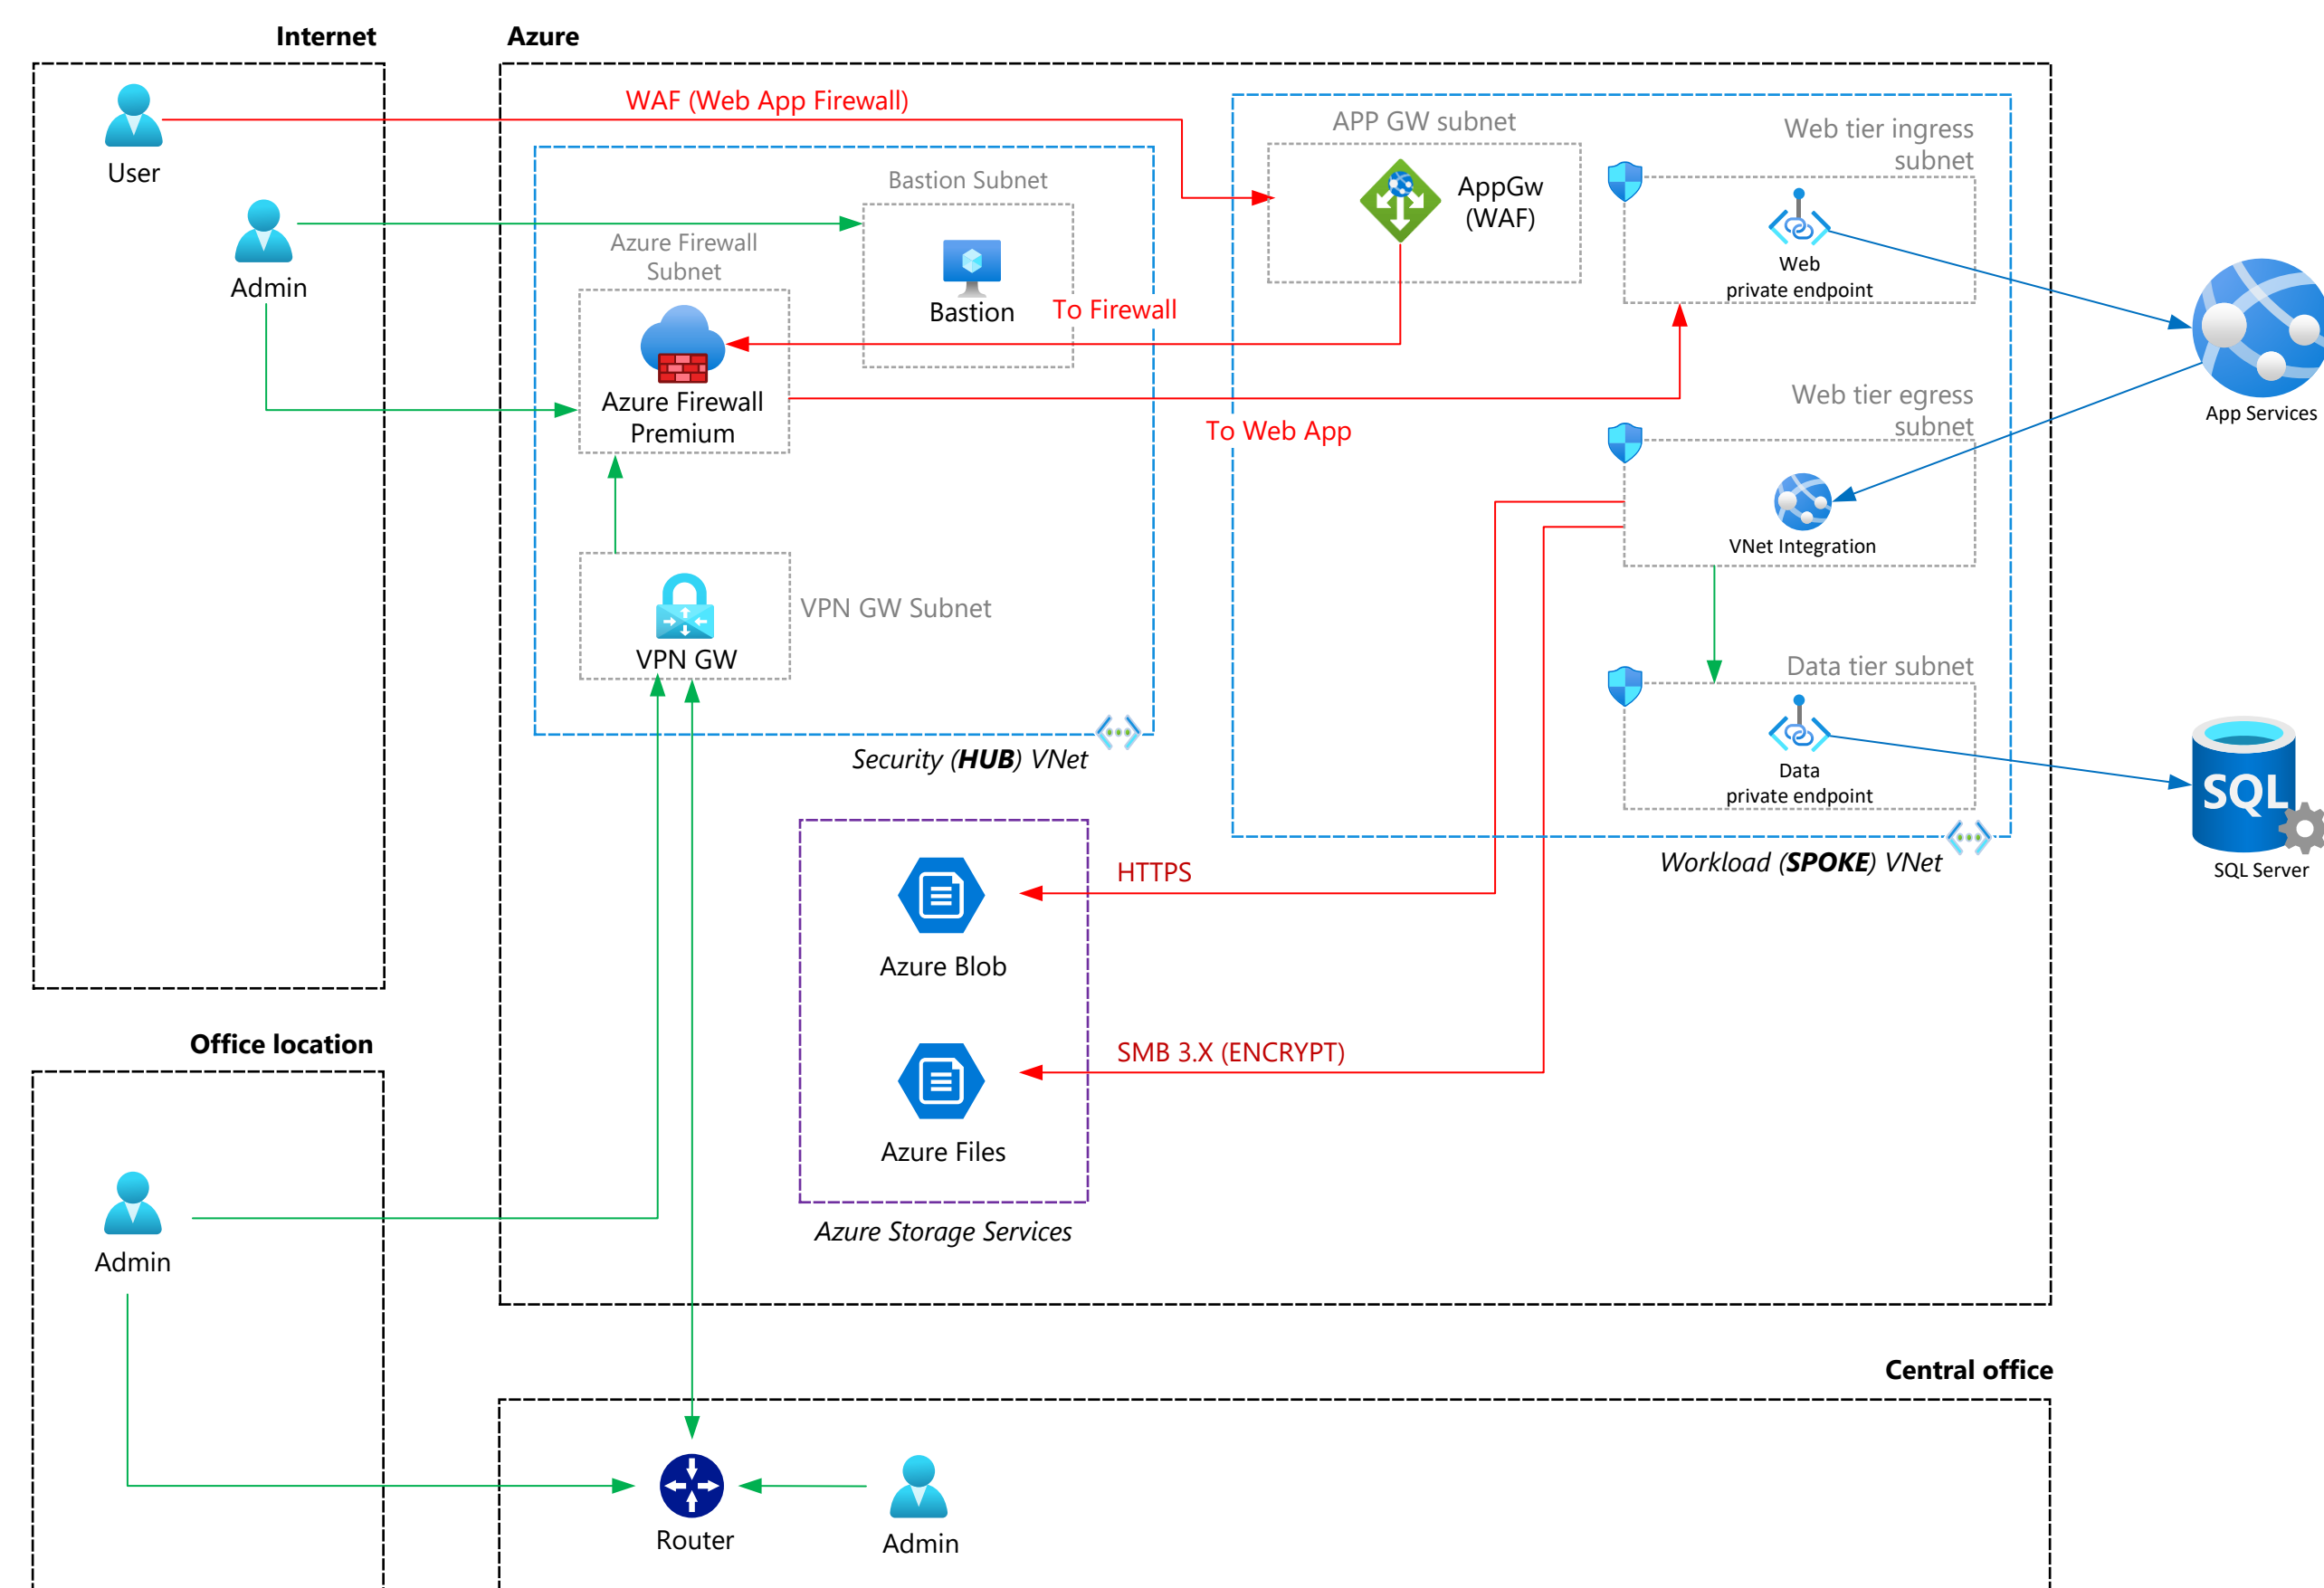 Internet
Azure
WAF (Web App Firewall)
User
Admin
Azure Firewall
Subnet
Bastion Subnet
Bastion
To Firewall
Azure Firewall
Premium
APP GW subnet
AppGw
(WAF)
Web tier ingress
subnet
Web
private endpoint
App Services
To Web App
Web tier egress
subnet
VNet Integration
VPN GW Subnet
VPN GW
Security (HUB) VNet
Data tier subnet
Data
private endpoint
Workload (SPOKE) VNet
SQL
SQL Server
HTTPS
Azure Blob
SMB 3.X (ENCRYPT)
Azure Files
Azure Storage Services
Office location
Admin
Central office
Router
Admin